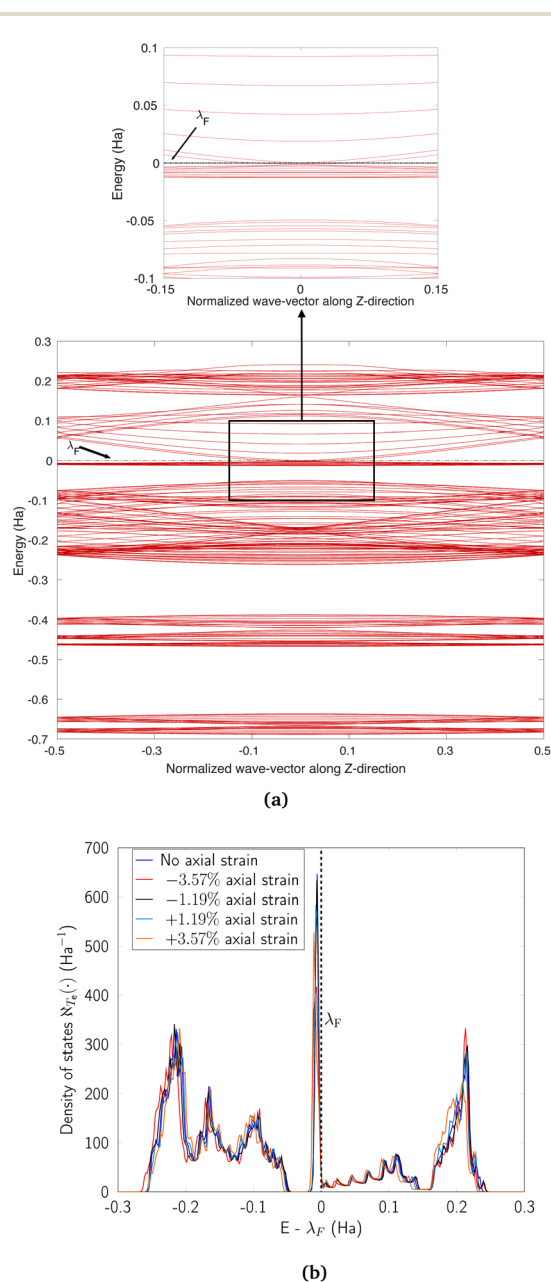 0.1
λF
0.05
Energy (Ha)
0
-0.05
-0.1
-0.15
0
0.15
Normalized wave-vector along Z-direction
0.3
0.2
0.1
λF
0
-0.1
Energy (Ha)
-0.2
-0.3
-0.4
-0.5
-0.6
-0.7
-0.5
-0.3
-0.1
0.1
0.3
0.5
Normalized wave-vector along Z-direction
(a)
700
No axial strain
−3.57% axial strain
−1.19% axial strain
+1.19% axial strain
+3.57% axial strain
600
500
400
300
200
100
0
Density of states ℵTe(·) (Ha−1)
λF
-0.3
-0.2
-0.1
0
0.1
0.2
0.3
E - λF (Ha)
(b)